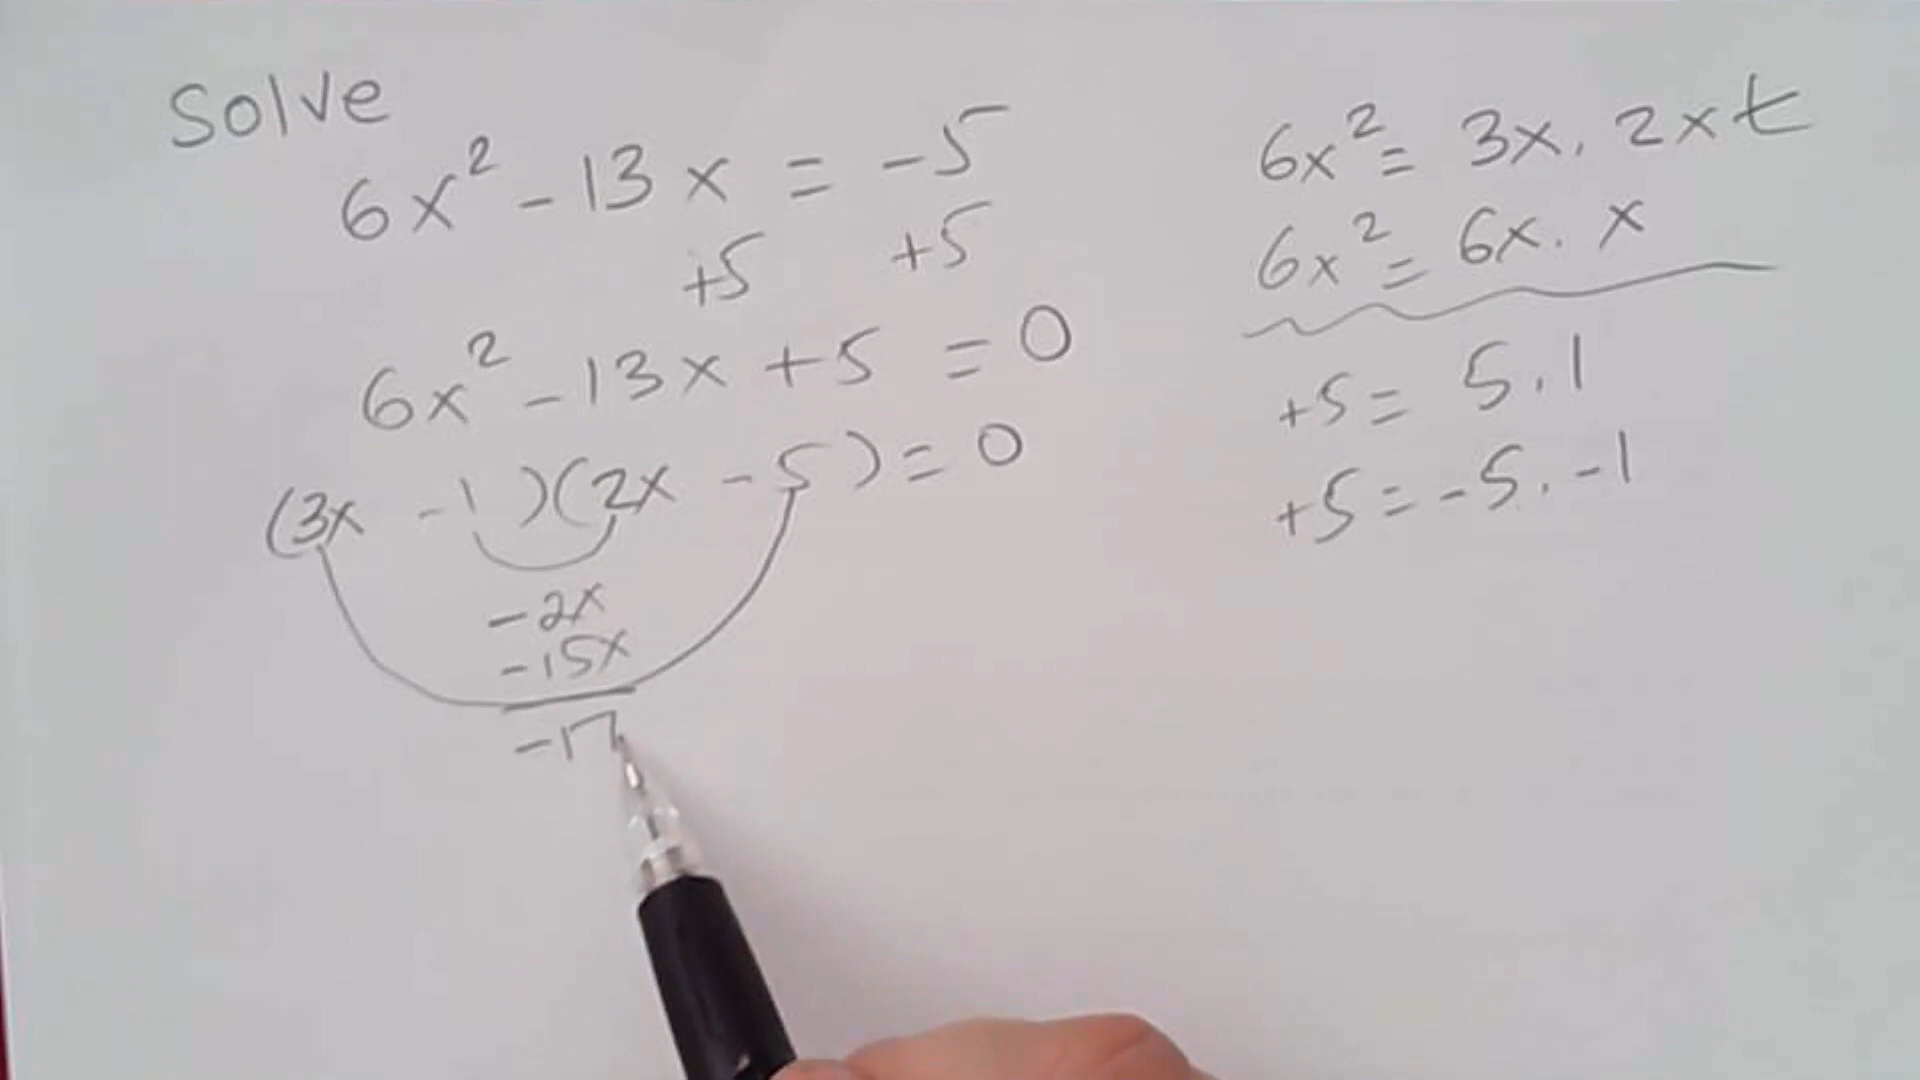 Solve
6x² - 13x = -5
+5 +5
6x² - 13x + 5 = 0
(3x - 1)(2x - 5) = 0
-2x
-15x
-17
6x² = 3x . 2x t
6x² = 6x . x
+5 = 5 . 1
+5 = -5 . -1